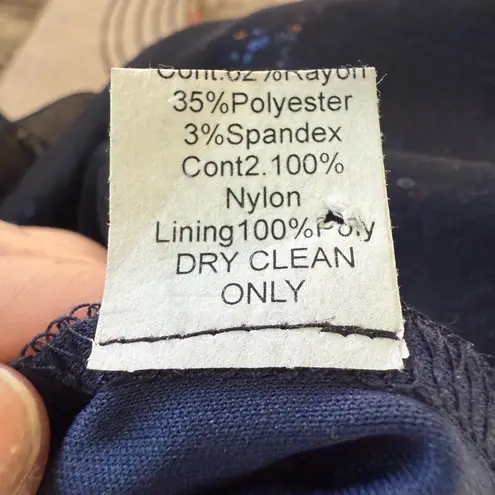 Cont.62%Rayon
35%Polyester
3%Spandex
Cont2.100%
Nylon
Lining100%Poly
DRY CLEAN
ONLY